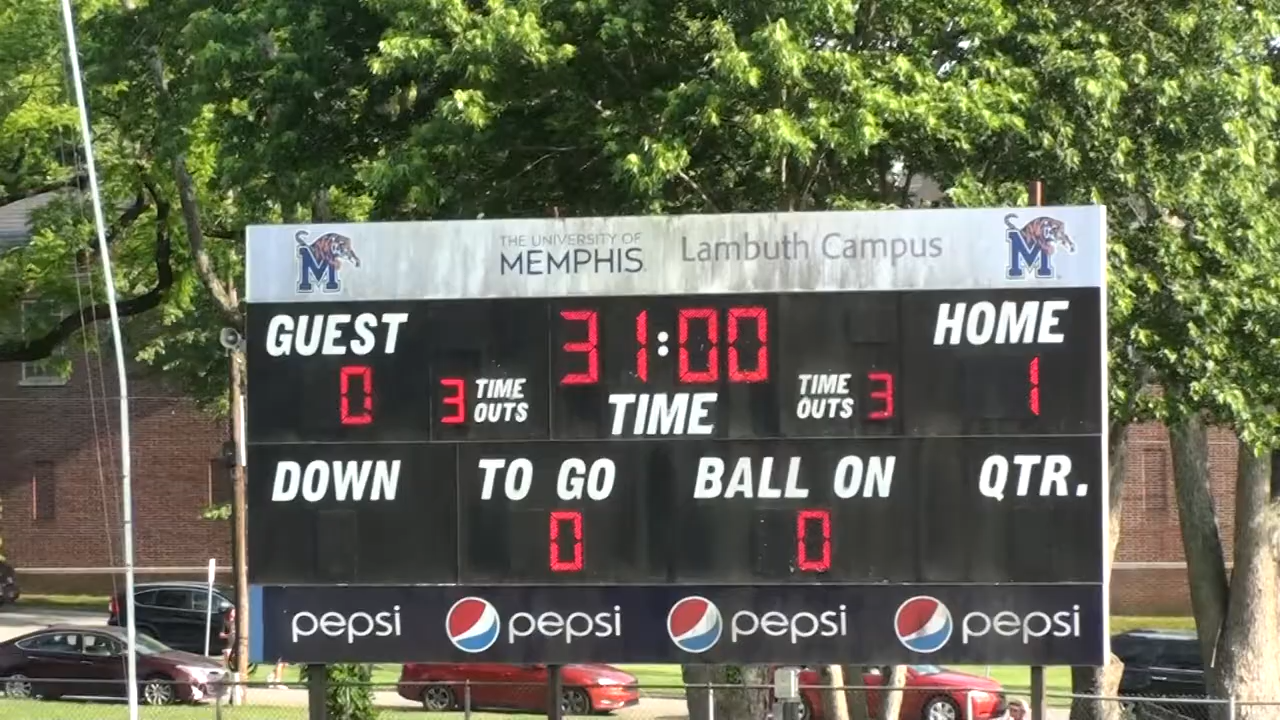 M THE UNIVERSITY OF MEMPHIS. Lambuth Campus M
GUEST 31:00 HOME
0 3 TIME OUTS TIME TIME OUTS 3 1
DOWN TO GO BALL ON QTR.
0 0
pepsi pepsi pepsi pepsi